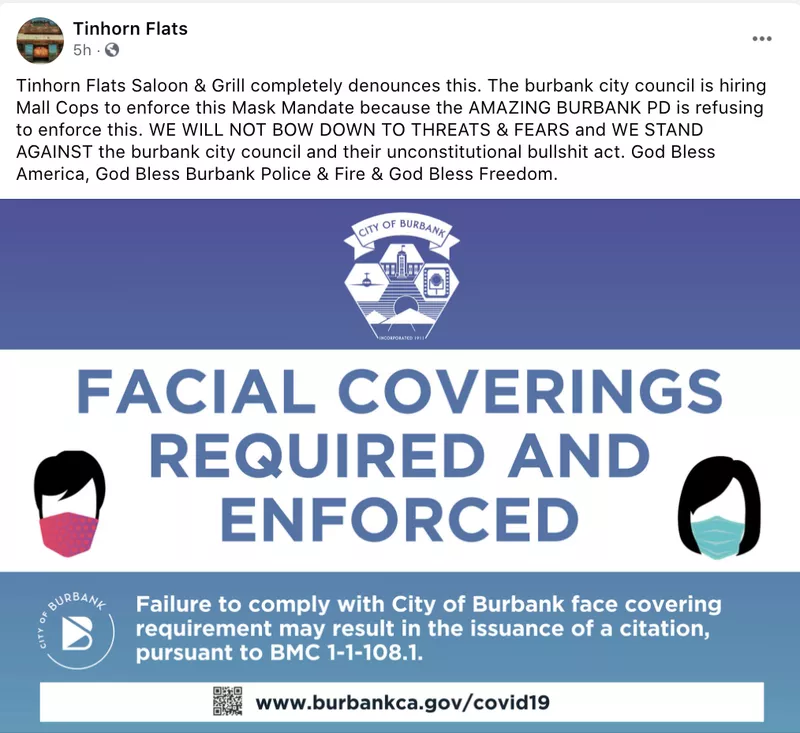 Tinhorn Flats
5h ·
Tinhorn Flats Saloon & Grill completely denounces this. The burbank city council is hiring
Mall Cops to enforce this Mask Mandate because the AMAZING BURBANK PD is refusing
to enforce this. WE WILL NOT BOW DOWN TO THREATS & FEARS and WE STAND
AGAINST the burbank city council and their unconstitutional bullshit act. God Bless
America, God Bless Burbank Police & Fire & God Bless Freedom.
CITY OF BURBANK
INCORPORATED 1911
FACIAL COVERINGS
REQUIRED AND
ENFORCED
CITY OF BURBANK
B
Failure to comply with City of Burbank face covering
requirement may result in the issuance of a citation,
pursuant to BMC 1-1-108.1.
www.burbankca.gov/covid19